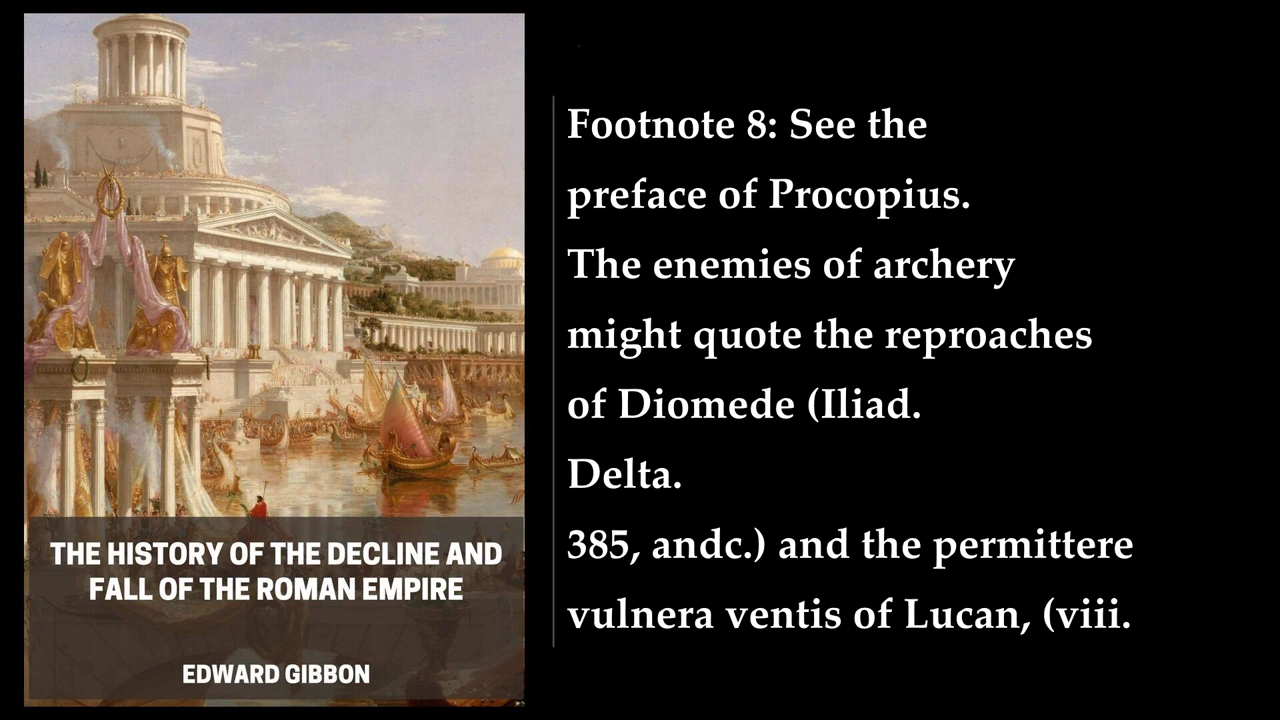 THE HISTORY OF THE DECLINE AND
FALL OF THE ROMAN EMPIRE
EDWARD GIBBON
Footnote 8: See the
preface of Procopius.
The enemies of archery
might quote the reproaches
of Diomede (Iliad.
Delta.
385, andc.) and the permittere
vulnera ventis of Lucan, (viii.